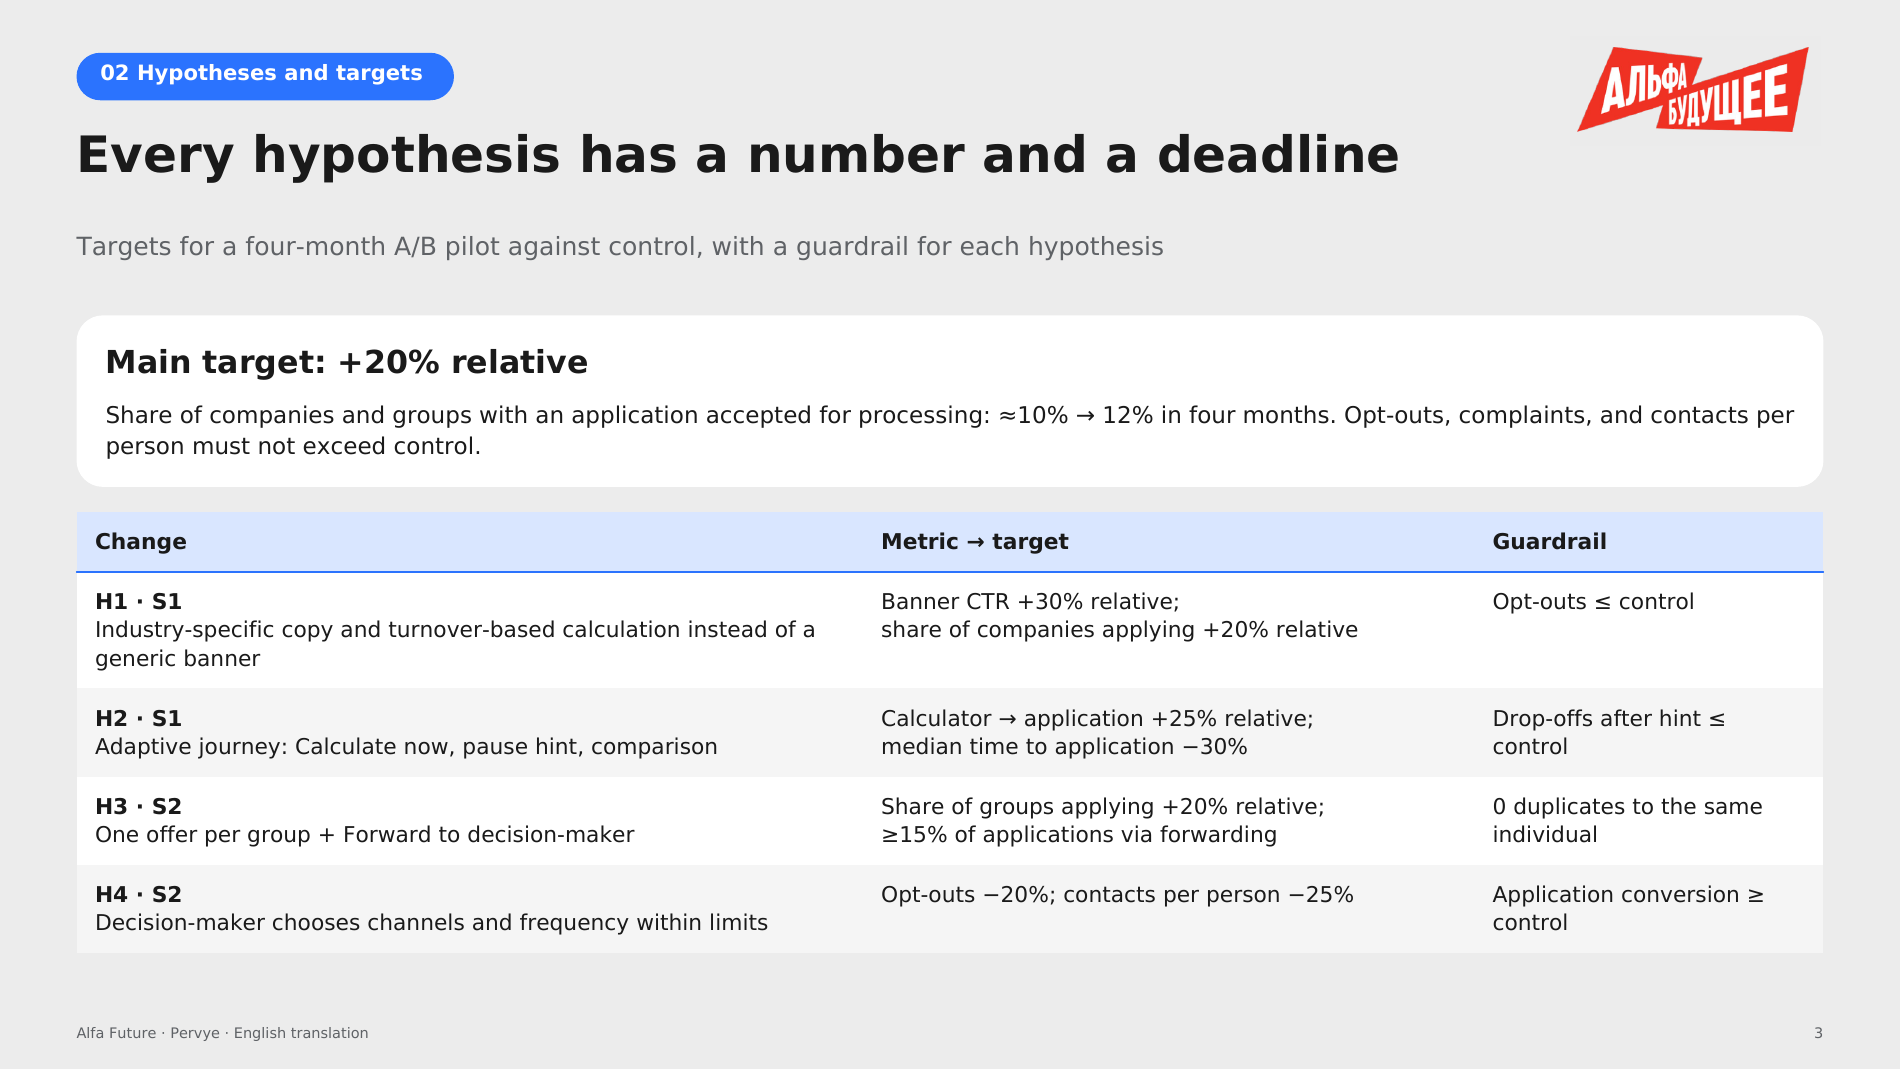 02 Hypotheses and targets
АЛЬФА
БУДУЩЕЕ
Every hypothesis has a number and a deadline
Targets for a four-month A/B pilot against control, with a guardrail for each hypothesis
Main target: +20% relative
Share of companies and groups with an application accepted for processing: ≈10% → 12% in four months. Opt-outs, complaints, and contacts per
person must not exceed control.
Change
Metric → target
Guardrail
H1 · S1
Industry-specific copy and turnover-based calculation instead of a
generic banner
Banner CTR +30% relative;
share of companies applying +20% relative
Opt-outs ≤ control
H2 · S1
Adaptive journey: Calculate now, pause hint, comparison
Calculator → application +25% relative;
median time to application −30%
Drop-offs after hint ≤
control
H3 · S2
One offer per group + Forward to decision-maker
Share of groups applying +20% relative;
≥15% of applications via forwarding
0 duplicates to the same
individual
H4 · S2
Decision-maker chooses channels and frequency within limits
Opt-outs −20%; contacts per person −25%
Application conversion ≥
control
Alfa Future · Pervye · English translation
3